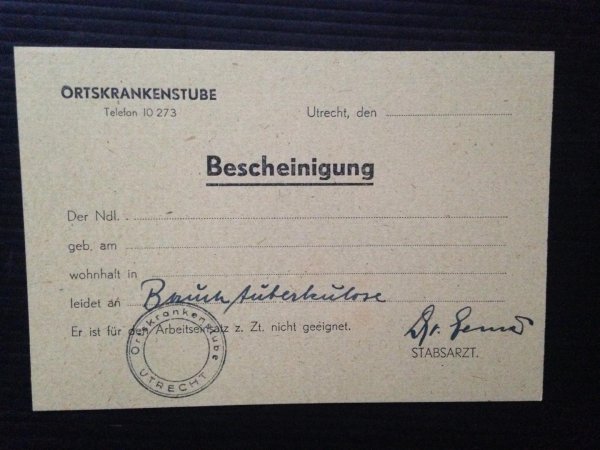 ORTSKRANKENSTUBE
Telefon 10 273
Utrecht, den
Bescheinigung
Der Ndl.
geb. am
wohnhaft in
leidet an Bauchtuberkulose
Er ist für den Arbeitseinsatz z. Zt. nicht geeignet.
Dr.
STABSARZT.
Ortskrankenstube
UTRECHT